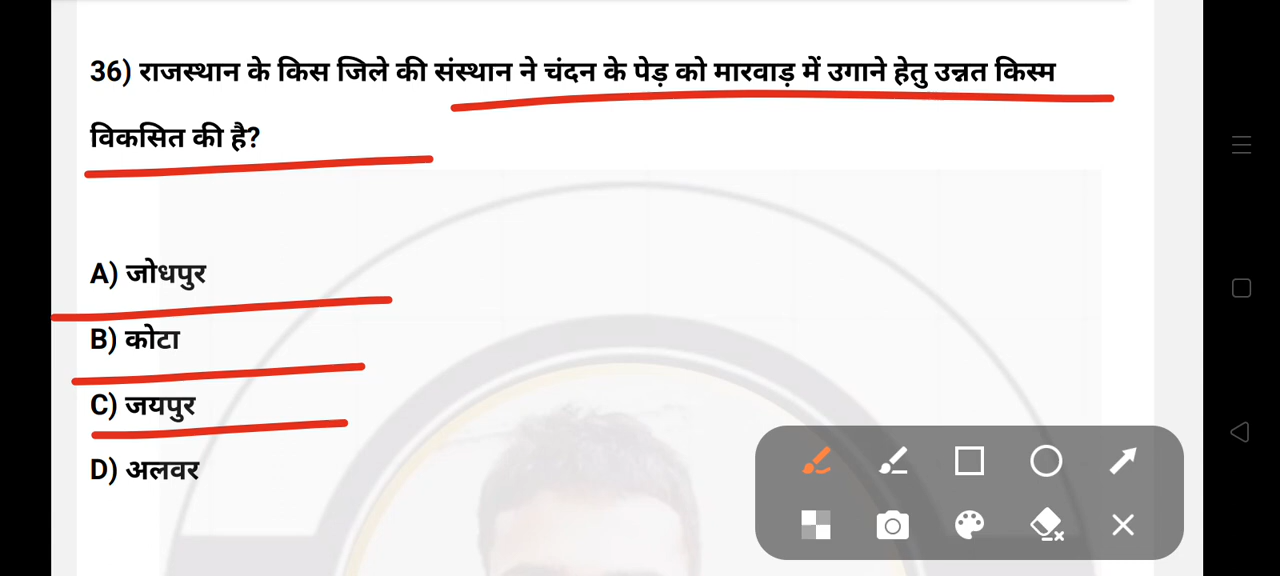 36) राजस्थान के किस जिले की संस्थान ने चंदन के पेड़ को मारवाड़ में उगाने हेतु उन्नत किस्म
विकसित की है?
A) जोधपुर
B) कोटा
C) जयपुर
D) अलवर